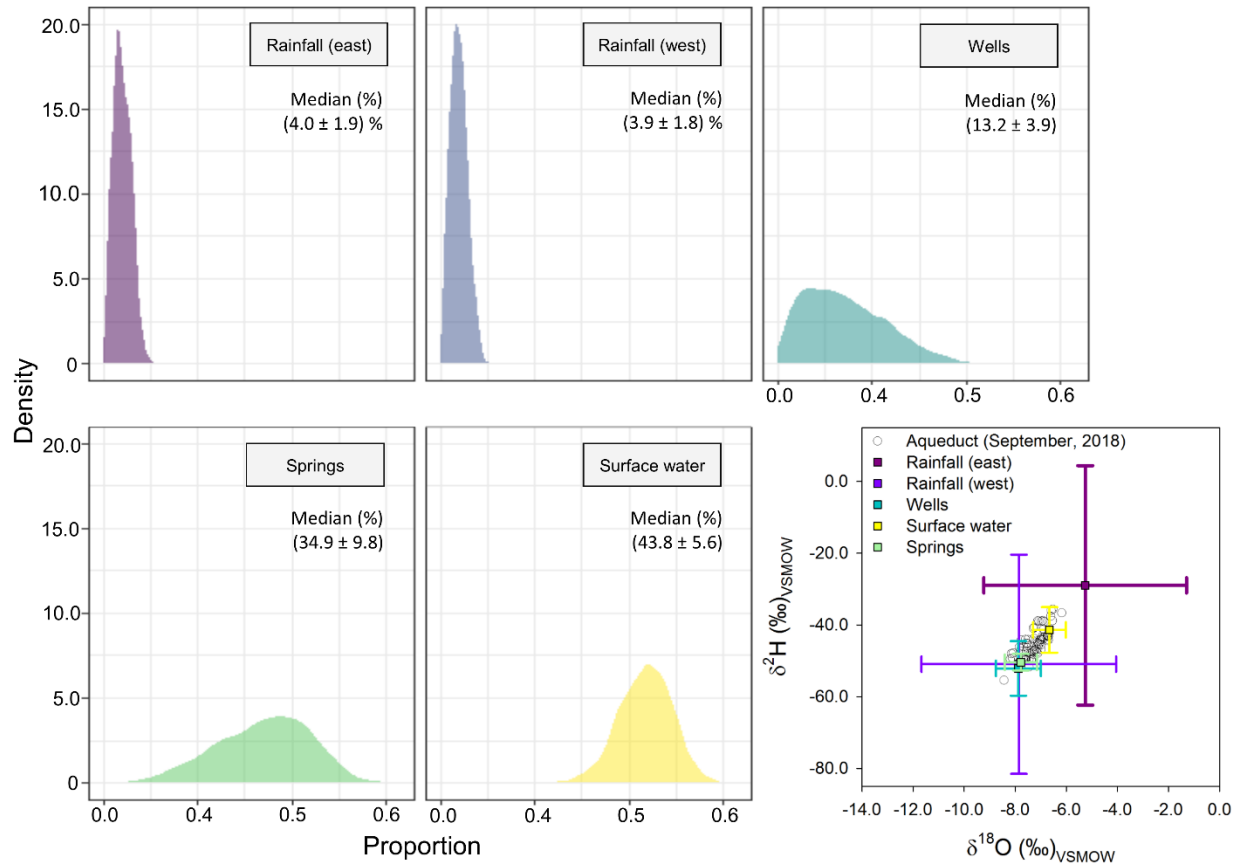 20.0
15.0
10.0
5.0
0
Rainfall (east)
Median (%)
(4.0 ± 1.9) %
Rainfall (west)
Median (%)
(3.9 ± 1.8) %
Wells
Median (%)
(13.2 ± 3.9)
0.0 0.4 0.5 0.6
Density
20.0
15.0
10.0
5.0
0
Springs
Median (%)
(34.9 ± 9.8)
0.0 0.4 0.5 0.6
Surface water
Median (%)
(43.8 ± 5.6)
0.0 0.4 0.5 0.6
Proportion
Aqueduct (September, 2018)
Rainfall (east)
Rainfall (west)
Wells
Surface water
Springs
0.0
-20.0
-40.0
-60.0
-80.0
δ²H (‰)VSMOW
-14.0 -12.0 -10.0 -8.0 -6.0 -4.0 -2.0 0.0
δ¹⁸O (‰)VSMOW